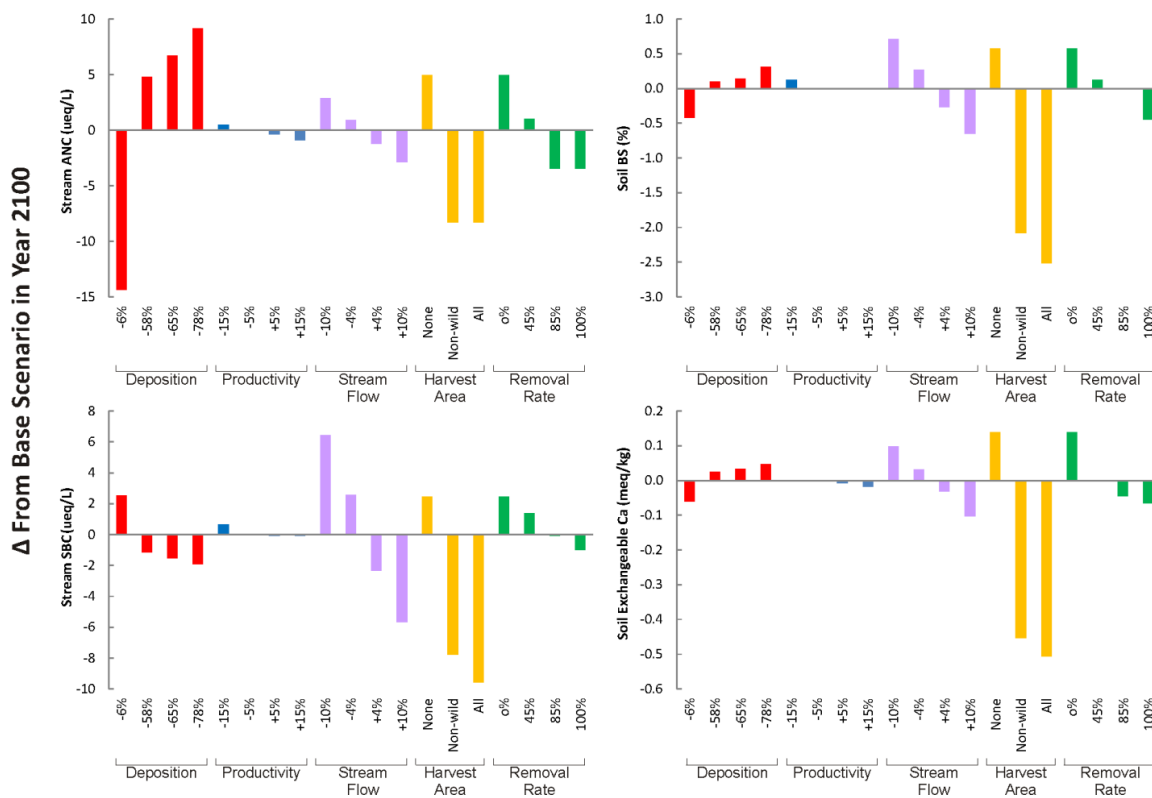 Δ From Base Scenario in Year 2100
Stream ANC (ueq/L)
10
5
0
-5
-10
-15
-6%
-58%
-65%
-78%
-15%
-5%
+5%
+15%
-10%
-4%
+4%
+10%
None
Non-wild
All
o%
45%
85%
100%
Deposition
Productivity
Stream
Flow
Harvest
Area
Removal
Rate
Soil BS (%)
1.0
0.5
0.0
-0.5
-1.0
-1.5
-2.0
-2.5
-3.0
-6%
-58%
-65%
-78%
-15%
-5%
+5%
+15%
-10%
-4%
+4%
+10%
None
Non-wild
All
o%
45%
85%
100%
Deposition
Productivity
Stream
Flow
Harvest
Area
Removal
Rate
Stream SBC(ueq/L)
8
6
4
2
0
-2
-4
-6
-8
-10
-6%
-58%
-65%
-78%
-15%
-5%
+5%
+15%
-10%
-4%
+4%
+10%
None
Non-wild
All
o%
45%
85%
100%
Deposition
Productivity
Stream
Flow
Harvest
Area
Removal
Rate
Soil Exchangeable Ca (meq/kg)
0.2
0.1
0.0
-0.1
-0.2
-0.3
-0.4
-0.5
-0.6
-6%
-58%
-65%
-78%
-15%
-5%
+5%
+15%
-10%
-4%
+4%
+10%
None
Non-wild
All
o%
45%
85%
100%
Deposition
Productivity
Stream
Flow
Harvest
Area
Removal
Rate